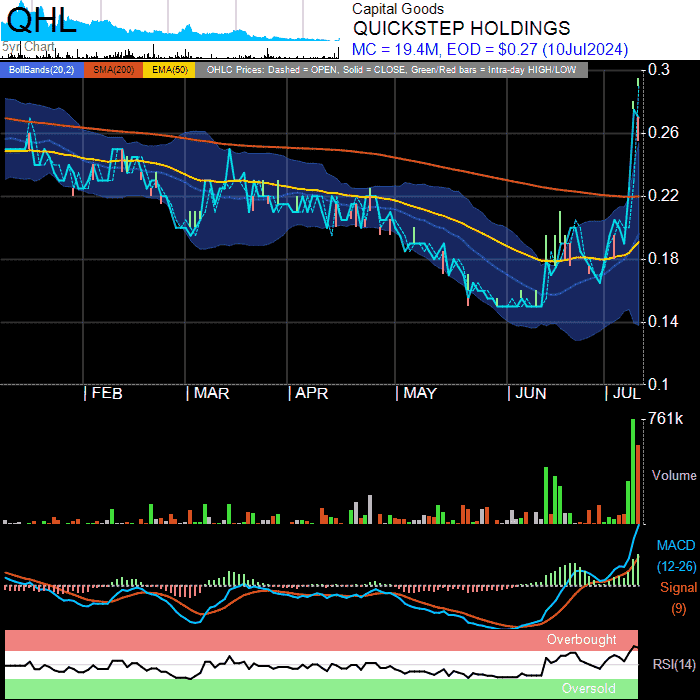 QHL
5yr Chart
Capital Goods
QUICKSTEP HOLDINGS
MC = 19.4M, EOD = $0.27 (10Jul2024)
BollBands(20,2) SMA(200) EMA(50) OHLC Prices: Dashed = OPEN, Solid = CLOSE, Green/Red bars = Intra-day HIGH/LOW
0.3
0.26
0.22
0.18
0.14
0.1
FEB MAR APR MAY JUN JUL
761k
Volume
MACD
(12-26)
Signal
(9)
Overbought
RSI(14)
Oversold